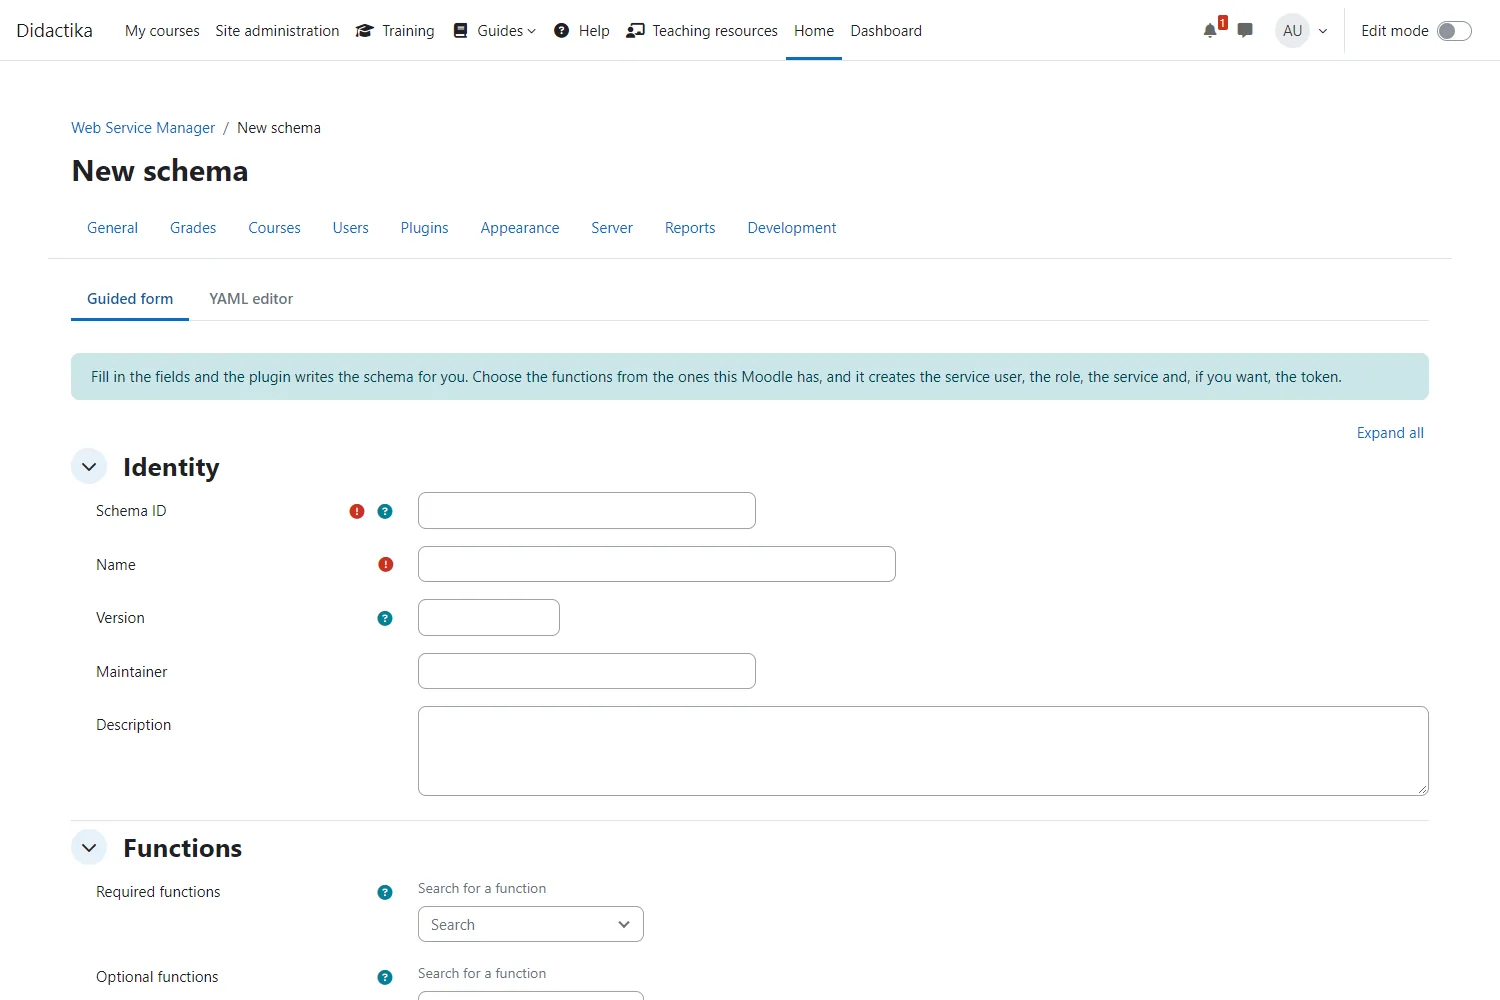 Didactika My courses Site administration Training Guides Help Teaching resources Home Dashboard 1 AU Edit mode
Web Service Manager / New schema
New schema
General Grades Courses Users Plugins Appearance Server Reports Development
Guided form YAML editor
Fill in the fields and the plugin writes the schema for you. Choose the functions from the ones this Moodle has, and it creates the service user, the role, the service and, if you want, the token.
Expand all
Identity
Schema ID
Name
Version
Maintainer
Description
Functions
Required functions
Search for a function
Search
Optional functions
Search for a function